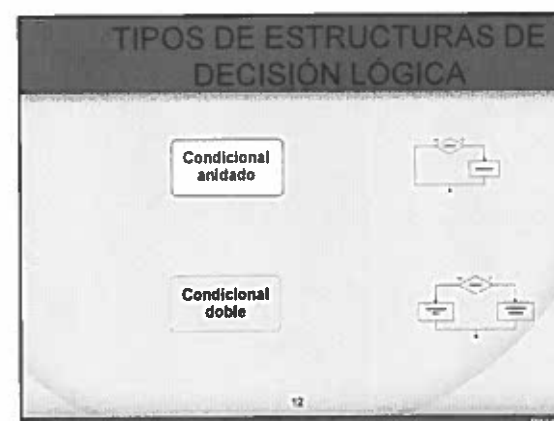 TIPOS DE ESTRUCTURAS DE
DECISIÓN LÓGICA
Condicional
anidado
Condicional
doble
12